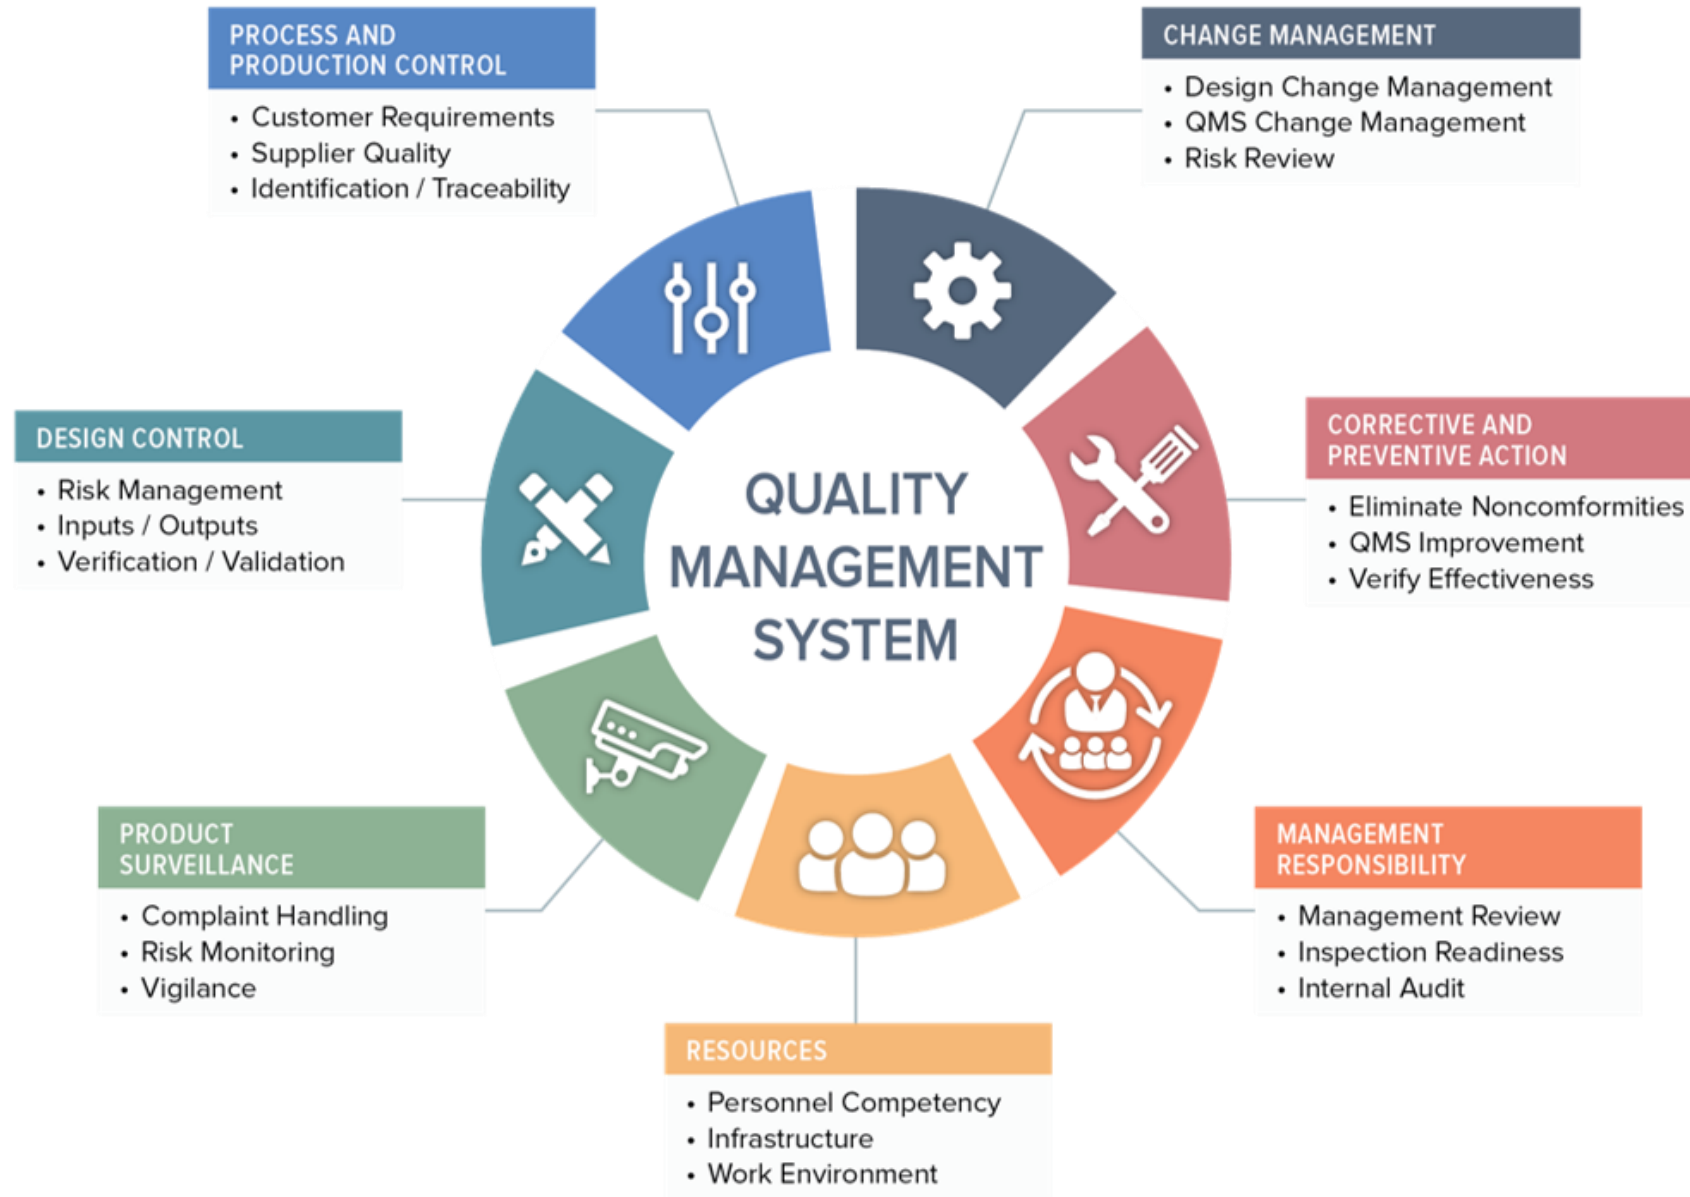 PROCESS AND
PRODUCTION CONTROL
• Customer Requirements
• Supplier Quality
• Identification / Traceability
CHANGE MANAGEMENT
• Design Change Management
• QMS Change Management
• Risk Review
DESIGN CONTROL
• Risk Management
• Inputs / Outputs
• Verification / Validation
QUALITY
MANAGEMENT
SYSTEM
CORRECTIVE AND
PREVENTIVE ACTION
• Eliminate Noncomformities
• QMS Improvement
• Verify Effectiveness
PRODUCT
SURVEILLANCE
• Complaint Handling
• Risk Monitoring
• Vigilance
MANAGEMENT
RESPONSIBILITY
• Management Review
• Inspection Readiness
• Internal Audit
RESOURCES
• Personnel Competency
• Infrastructure
• Work Environment